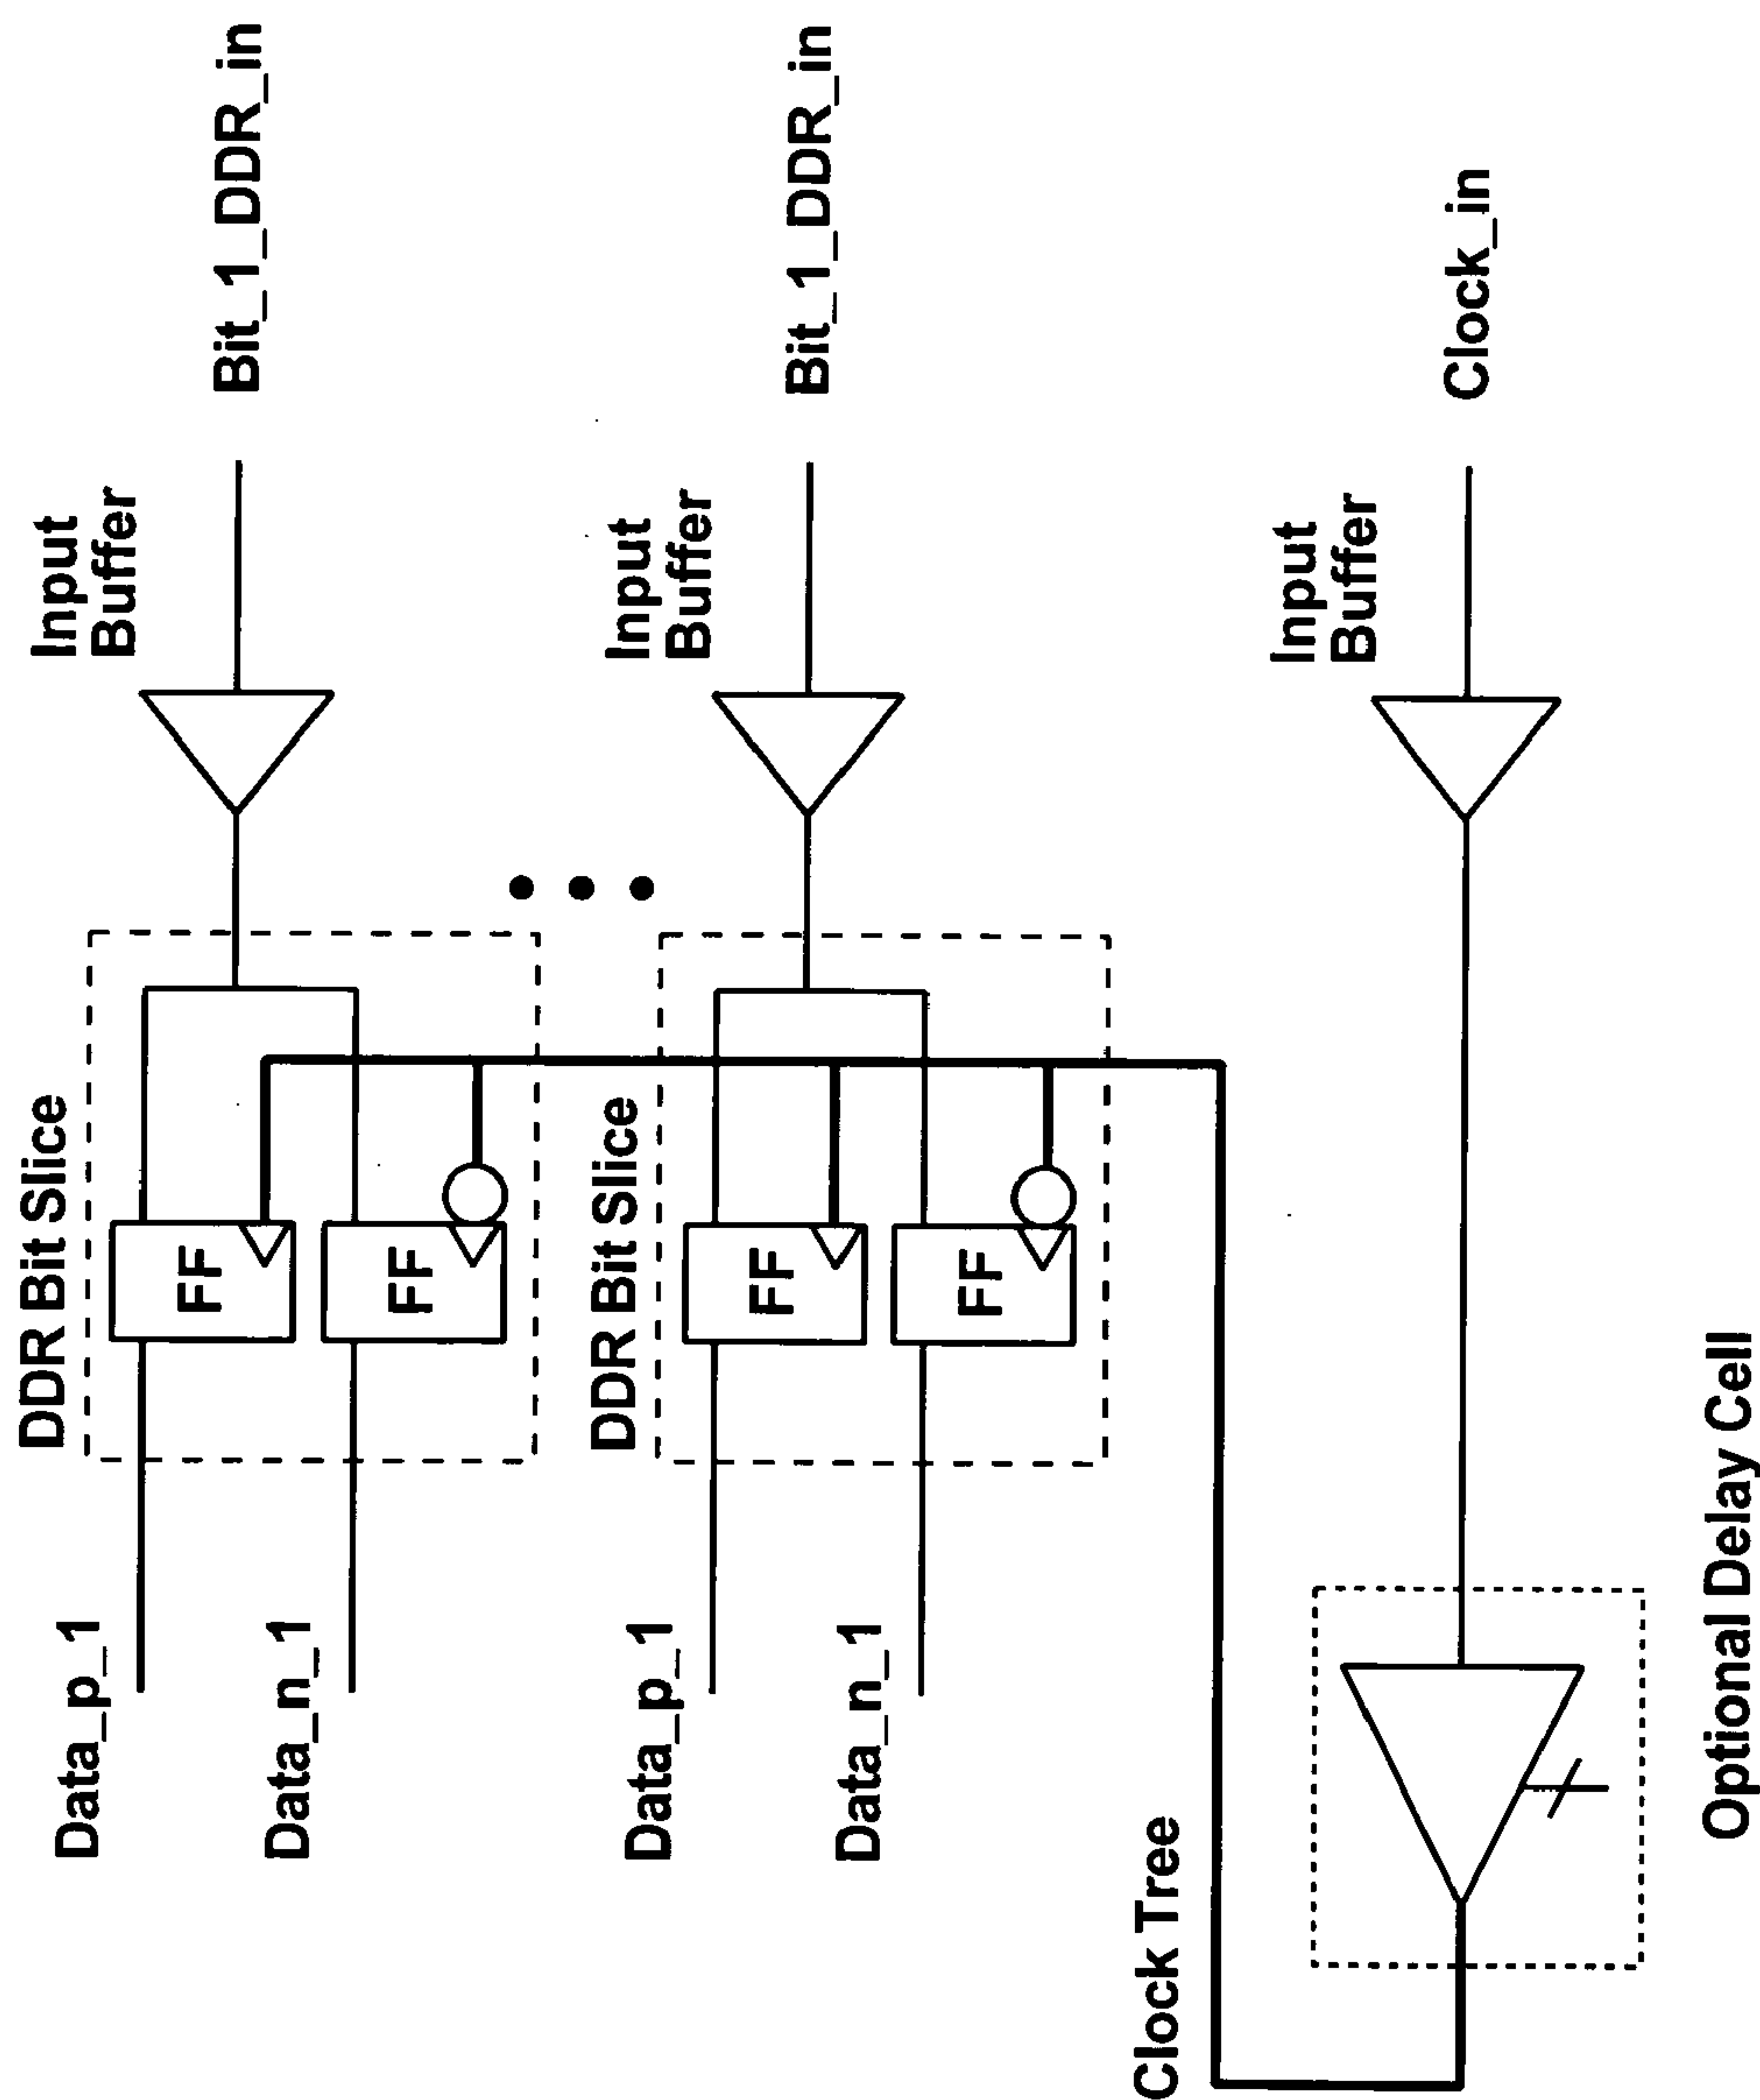 DDR Bit Slice
Input
Buffer
Data_p_1
FF
Bit_1_DDR_in
Data_n_1
FF
DDR Bit Slice
Input
Buffer
Data_p_1
FF
Bit_1_DDR_in
Data_n_1
FF
Clock Tree
Input
Buffer
Clock_in
Optional Delay Cell